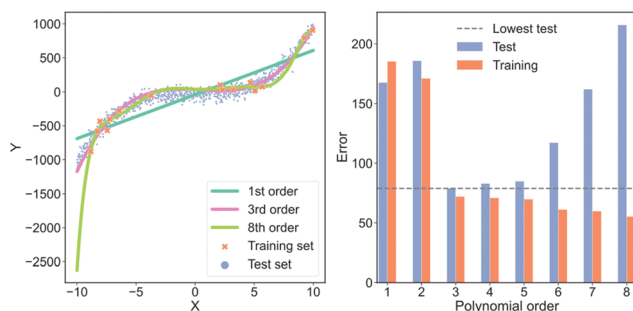 1000
500
0
−500
−1000
−1500
−2000
−2500
Y
−10
−5
0
5
10
X
1st order
3rd order
8th order
Training set
Test set
200
150
100
50
0
Error
Lowest test
Test
Training
1
2
3
4
5
6
7
8
Polynomial order